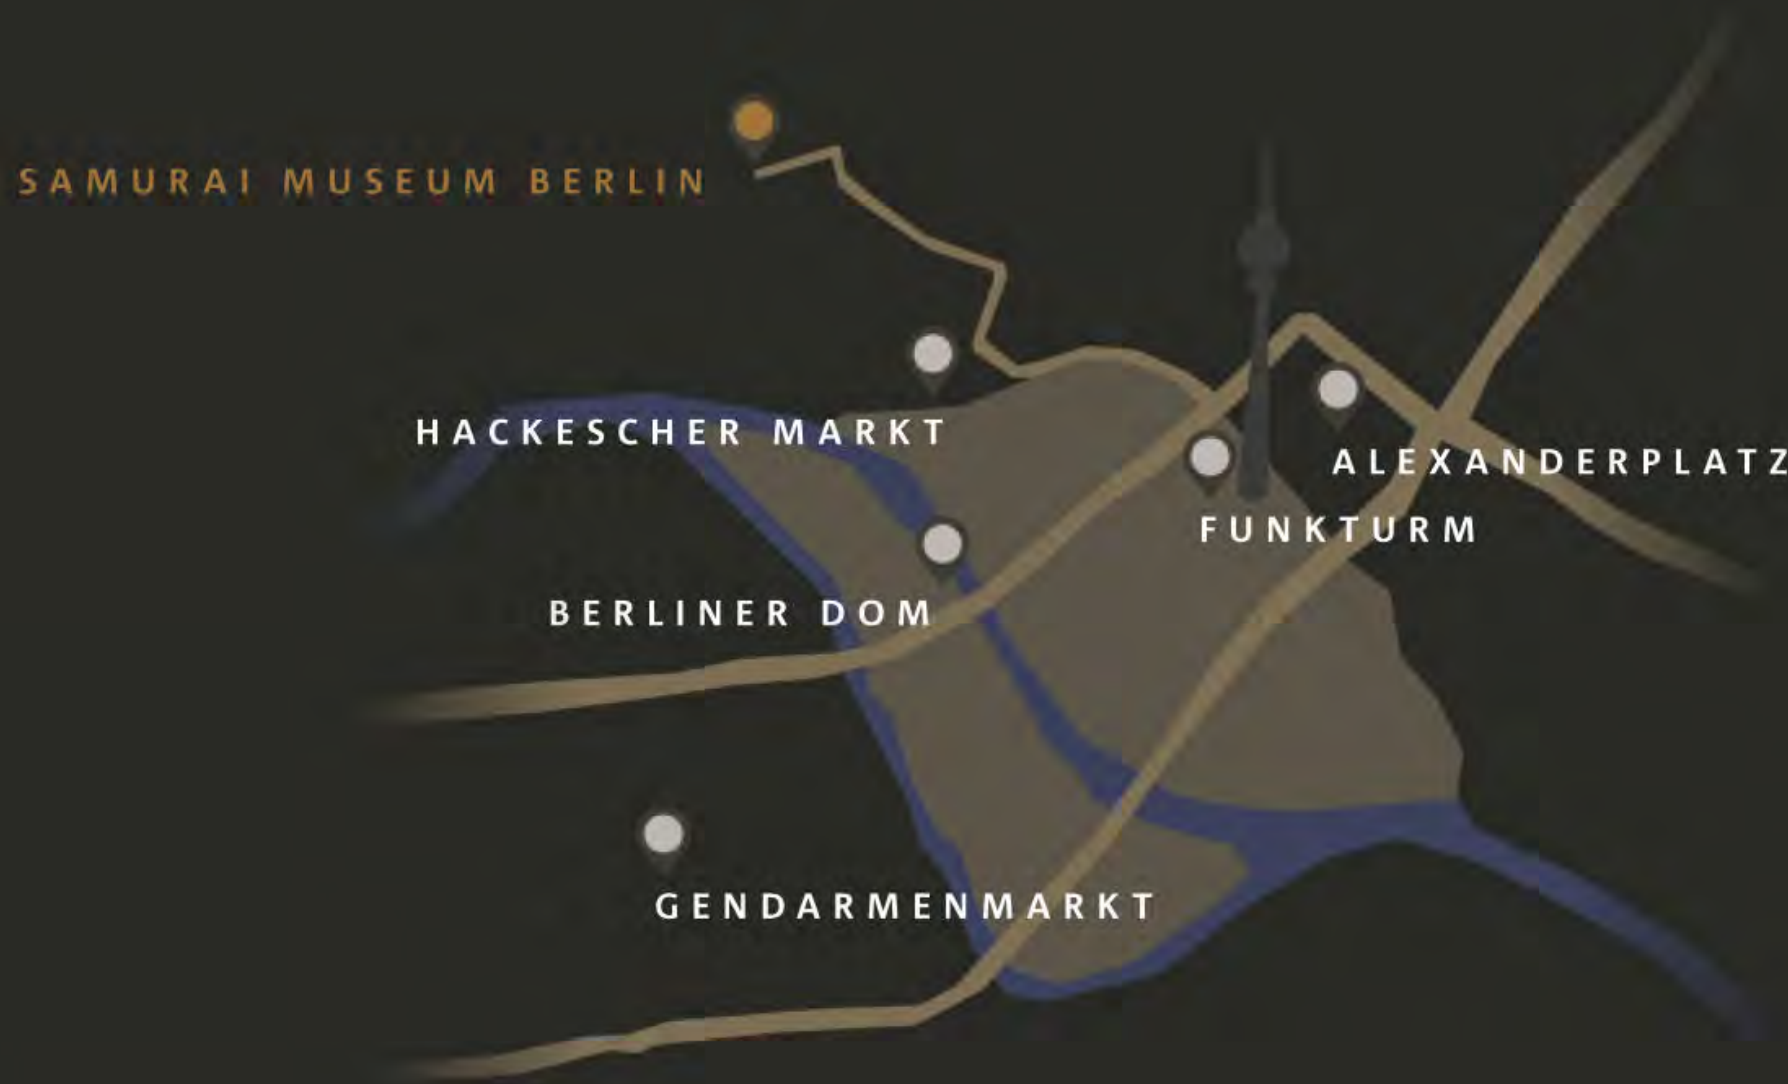 SAMURAI MUSEUM BERLIN
HACKESCHER MARKT
ALEXANDERPLATZ
FUNKTURM
BERLINER DOM
GENDARMENMARKT